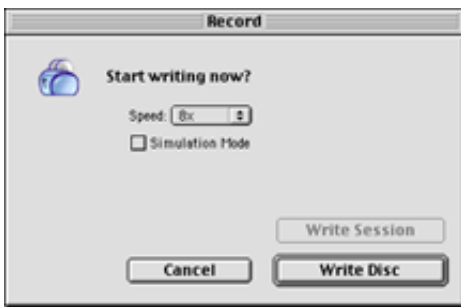 Record
Start writing now?
Speed: 8x
Simulation Mode
Write Session
Cancel Write Disc